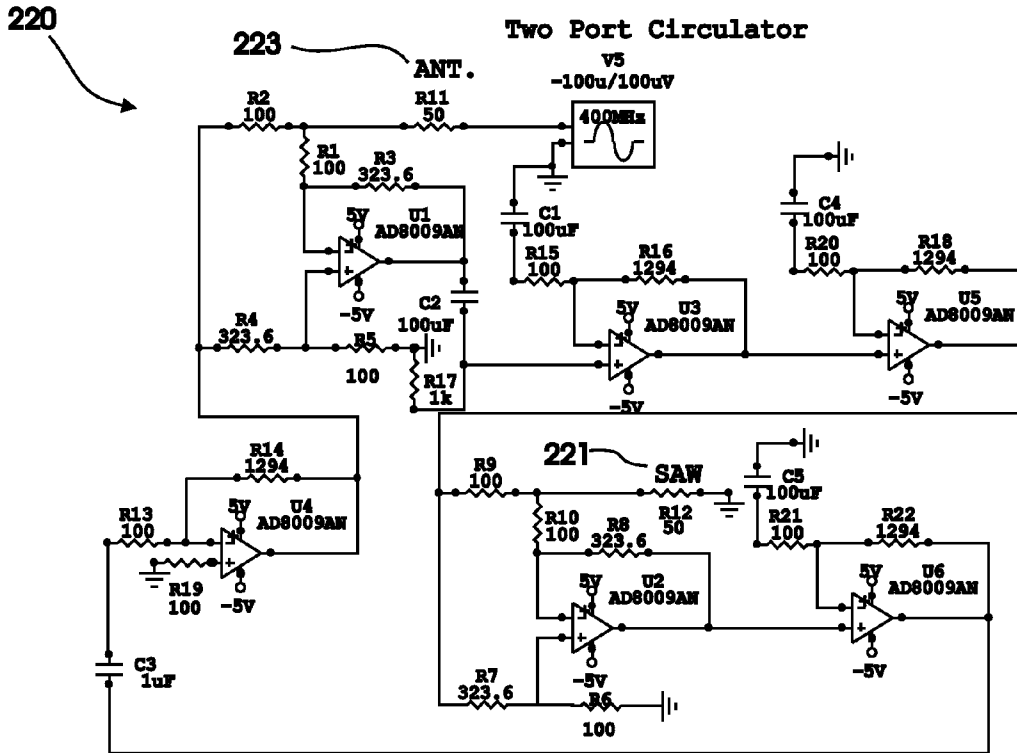 220
Two Port Circulator
223
ANT.
V5
-100u/100uV
400MHz
R2
100
R11
50
R1
100
R3
323.6
5V
U1
AD8009AN
-5V
C2
100uF
R4
323.6
R5
100
R17
1k
C1
100uF
R15
100
R16
1294
5V
U3
AD8009AN
-5V
C4
100uF
R20
100
R18
1294
5V
U5
AD8009AN
-5V
R14
1294
5V
U4
AD8009AN
R13
100
R19
100
-5V
C3
1uF
221
SAW
R9
100
R10
100
R12
50
R8
323.6
5V
U2
AD8009AN
-5V
R7
323.6
R6
100
C5
100uF
R21
100
R22
1294
5V
U6
AD8009AN
-5V